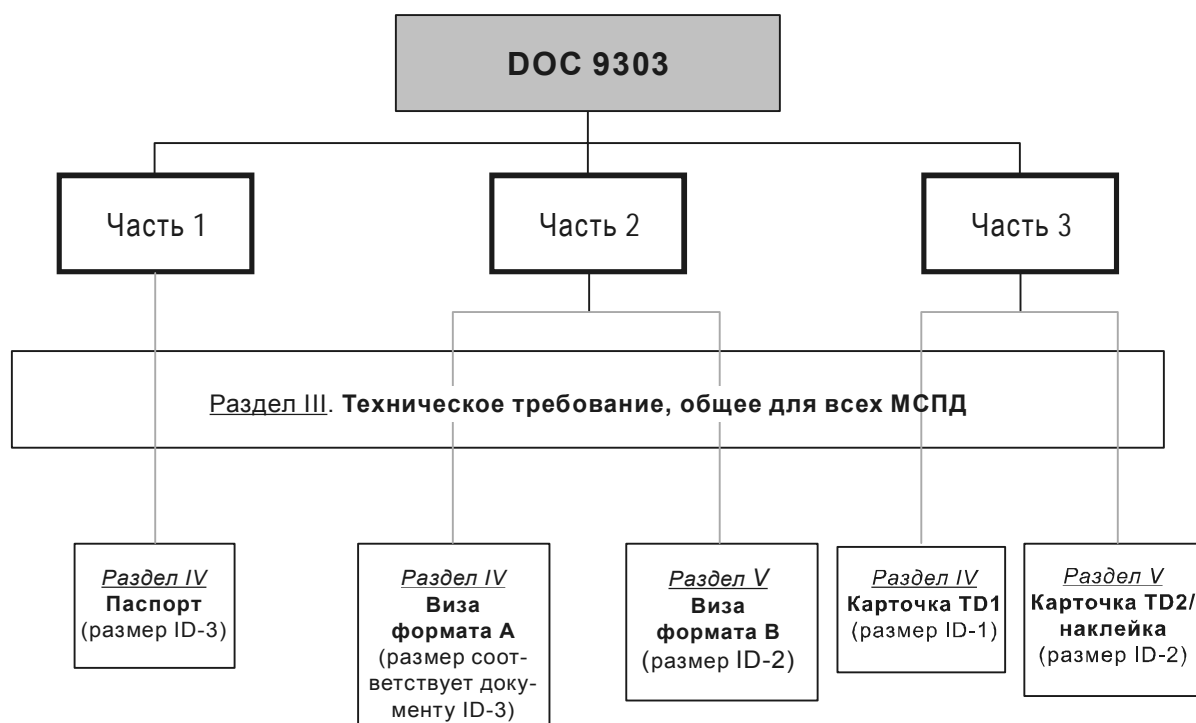 DOC 9303
Часть 1
Часть 2
Часть 3
Раздел III. Техническое требование, общее для всех МСПД
Раздел IV
Паспорт
(размер ID-3)
Раздел IV
Виза
формата А
(размер соот-
ветствует доку-
менту ID-3)
Раздел V
Виза
формата В
(размер ID-2)
Раздел IV
Карточка TD1
(размер ID-1)
Раздел V
Карточка TD2/
наклейка
(размер ID-2)